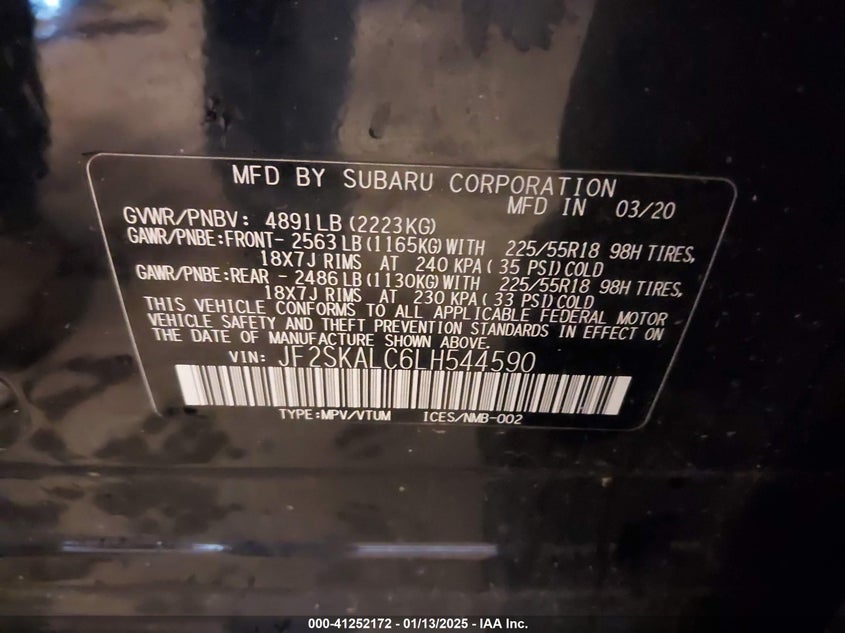 MFD BY SUBARU CORPORATION
MFD IN 03/20
GVWR/PNBV: 4891LB(2223KG)
GAWR/PNBE:FRONT- 2563 LB(1165KG)WITH 225/55R18 98H TIRES,
18X7J RIMS AT 240 KPA( 35 PSI)COLD
GAWR/PNBE:REAR - 2486 LB(1130KG)WITH 225/55R18 98H TIRES,
18X7J RIMS AT 230 KPA( 33 PSI)COLD
THIS VEHICLE CONFORMS TO ALL APPLICABLE FEDERAL MOTOR
VEHICLE SAFETY AND THEFT PREVENTION STANDARDS IN EFFECT ON
THE DATE OF MANUFACTURE SHOWN ABOVE.
VIN: JF2SKALC6LH544590
TYPE:MPV/VTUM ICES/NMB-002
000-41252172 - 01/13/2025 - IAA Inc.